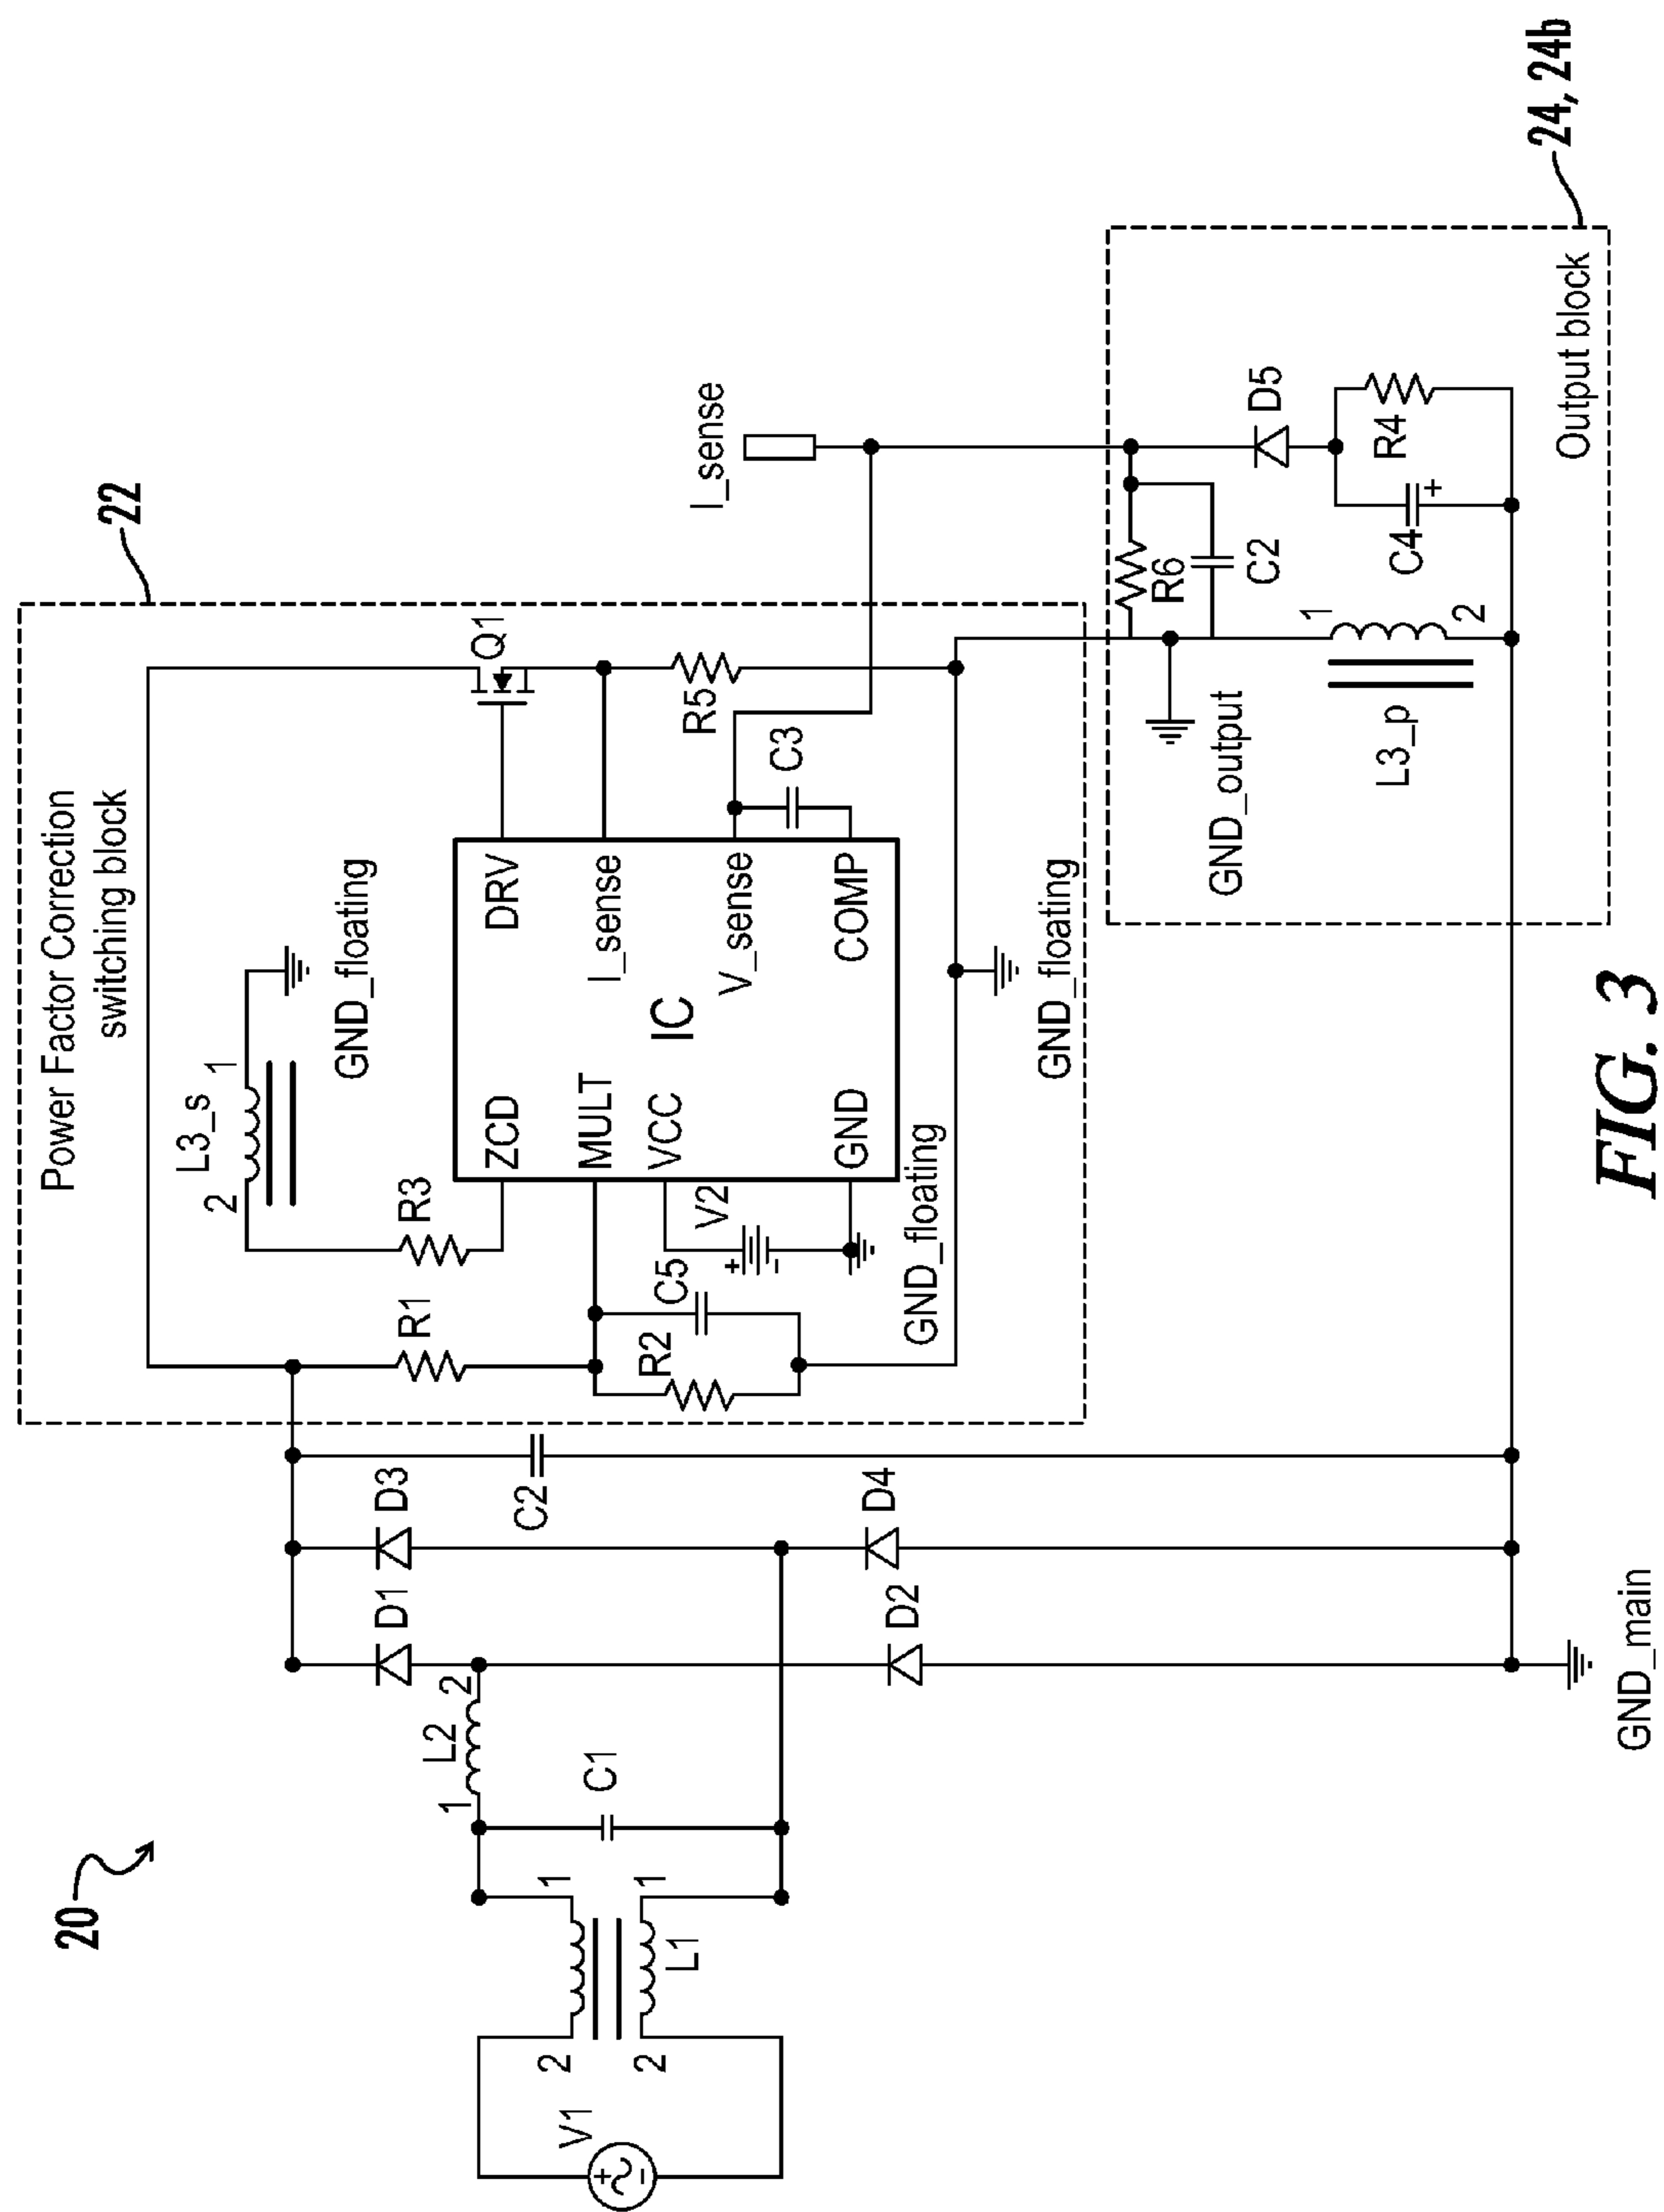 20
22
Power Factor Correction
switching block
L3_s
2
1
GND_floating
R3
R1
ZCD
DRV
MULT
I_sense
VCC
V_sense
IC
GND
COMP
Q1
R5
C3
V2
+
-
C5
R2
GND_floating
GND_floating
I_sense
V1
+
-
2
1
2
1
L1
C1
1
L2
2
D1
D3
C2
D2
D4
GND_main
24, 24b
R6
C2
GND_output
1
L3_p
2
D5
C4
+
R4
Output block
FIG. 3